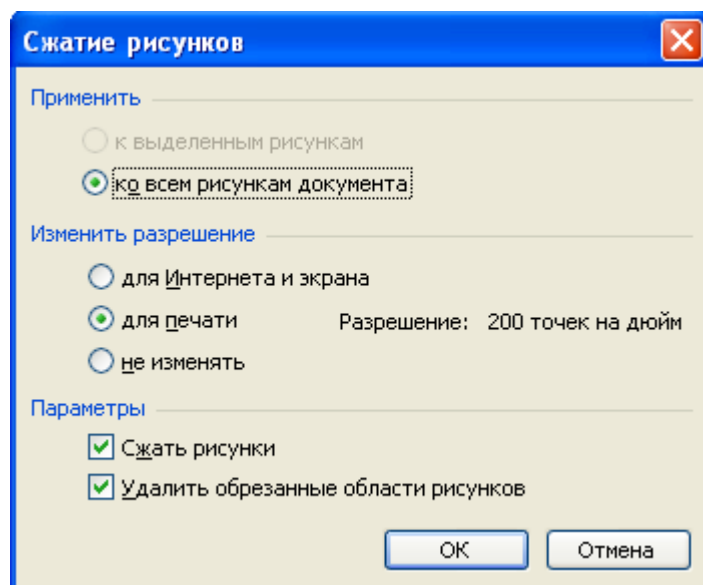 Сжатие рисунков
Применить
к выделенным рисункам
ко всем рисункам документа
Изменить разрешение
для Интернета и экрана
для печати Разрешение: 200 точек на дюйм
не изменять
Параметры
Сжать рисунки
Удалить обрезанные области рисунков
ОК Отмена